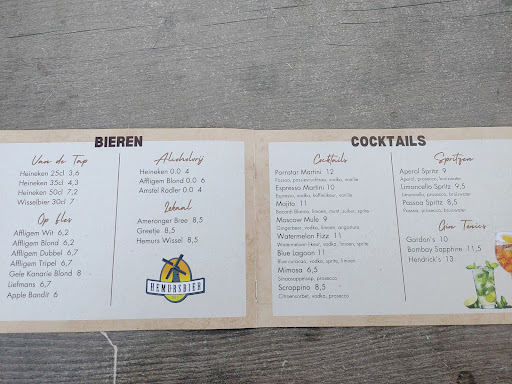 BIEREN
Van de Tap
Heineken 25cl 3,6
Heineken 35cl 4,3
Heineken 50cl 7,2
Wisselbier 30cl 7
Op fles
Affligem Wit 6,2
Affligem Blond 6,2
Affligem Dubbel 6,7
Affligem Tripel 6,7
Gele Kanarie Blond 8
Liefmans 6,7
Apple Bandit 6
Alcoholvrij
Heineken 0.0 4
Affligem Blond 0.0 6
Amstel Radler 0.0 4
Lokaal
Ameronger Bree 8,5
Greetje 8,5
Hemurs Wissel 8,5
HEMURSBIER
COCKTAILS
Cocktails
Pornstar Martini 12
Passoa, passievruchtsap, vodka, vanille
Espresso Martini 10
Espresso, koffielikeur, vanille
Mojito 11
Bacardi Blanco, limoen, munt, suiker, sprite
Moscow Mule 9
Gingerbeer, vodka, limoen, angostura
Watermelon Fizz 11
Watermeloen likeur, vodka, limoen, sprite
Blue Lagoon 11
Blue curacao, vodka, sprite, limoen
Mimosa 6,5
Sinaasappelsap, prosecco
Scroppino 8,5
Citroensorbet, vodka, prosecco
Spritzen
Aperol Spritz 9
Aperol, prosecco, bruiswater
Limoncello Spritz 9,5
Limoncello, prosecco, bruiswater
Passoa Spritz 8,5
Passoa, prosecco, bruiswater
Gin Tonics
Gordon's 10
Bombay Sapphire 11,5
Hendrick's 13